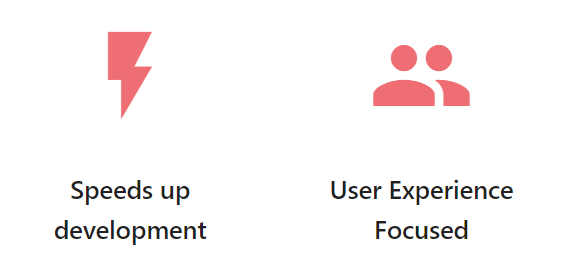 Speeds up
development
User Experience
Focused